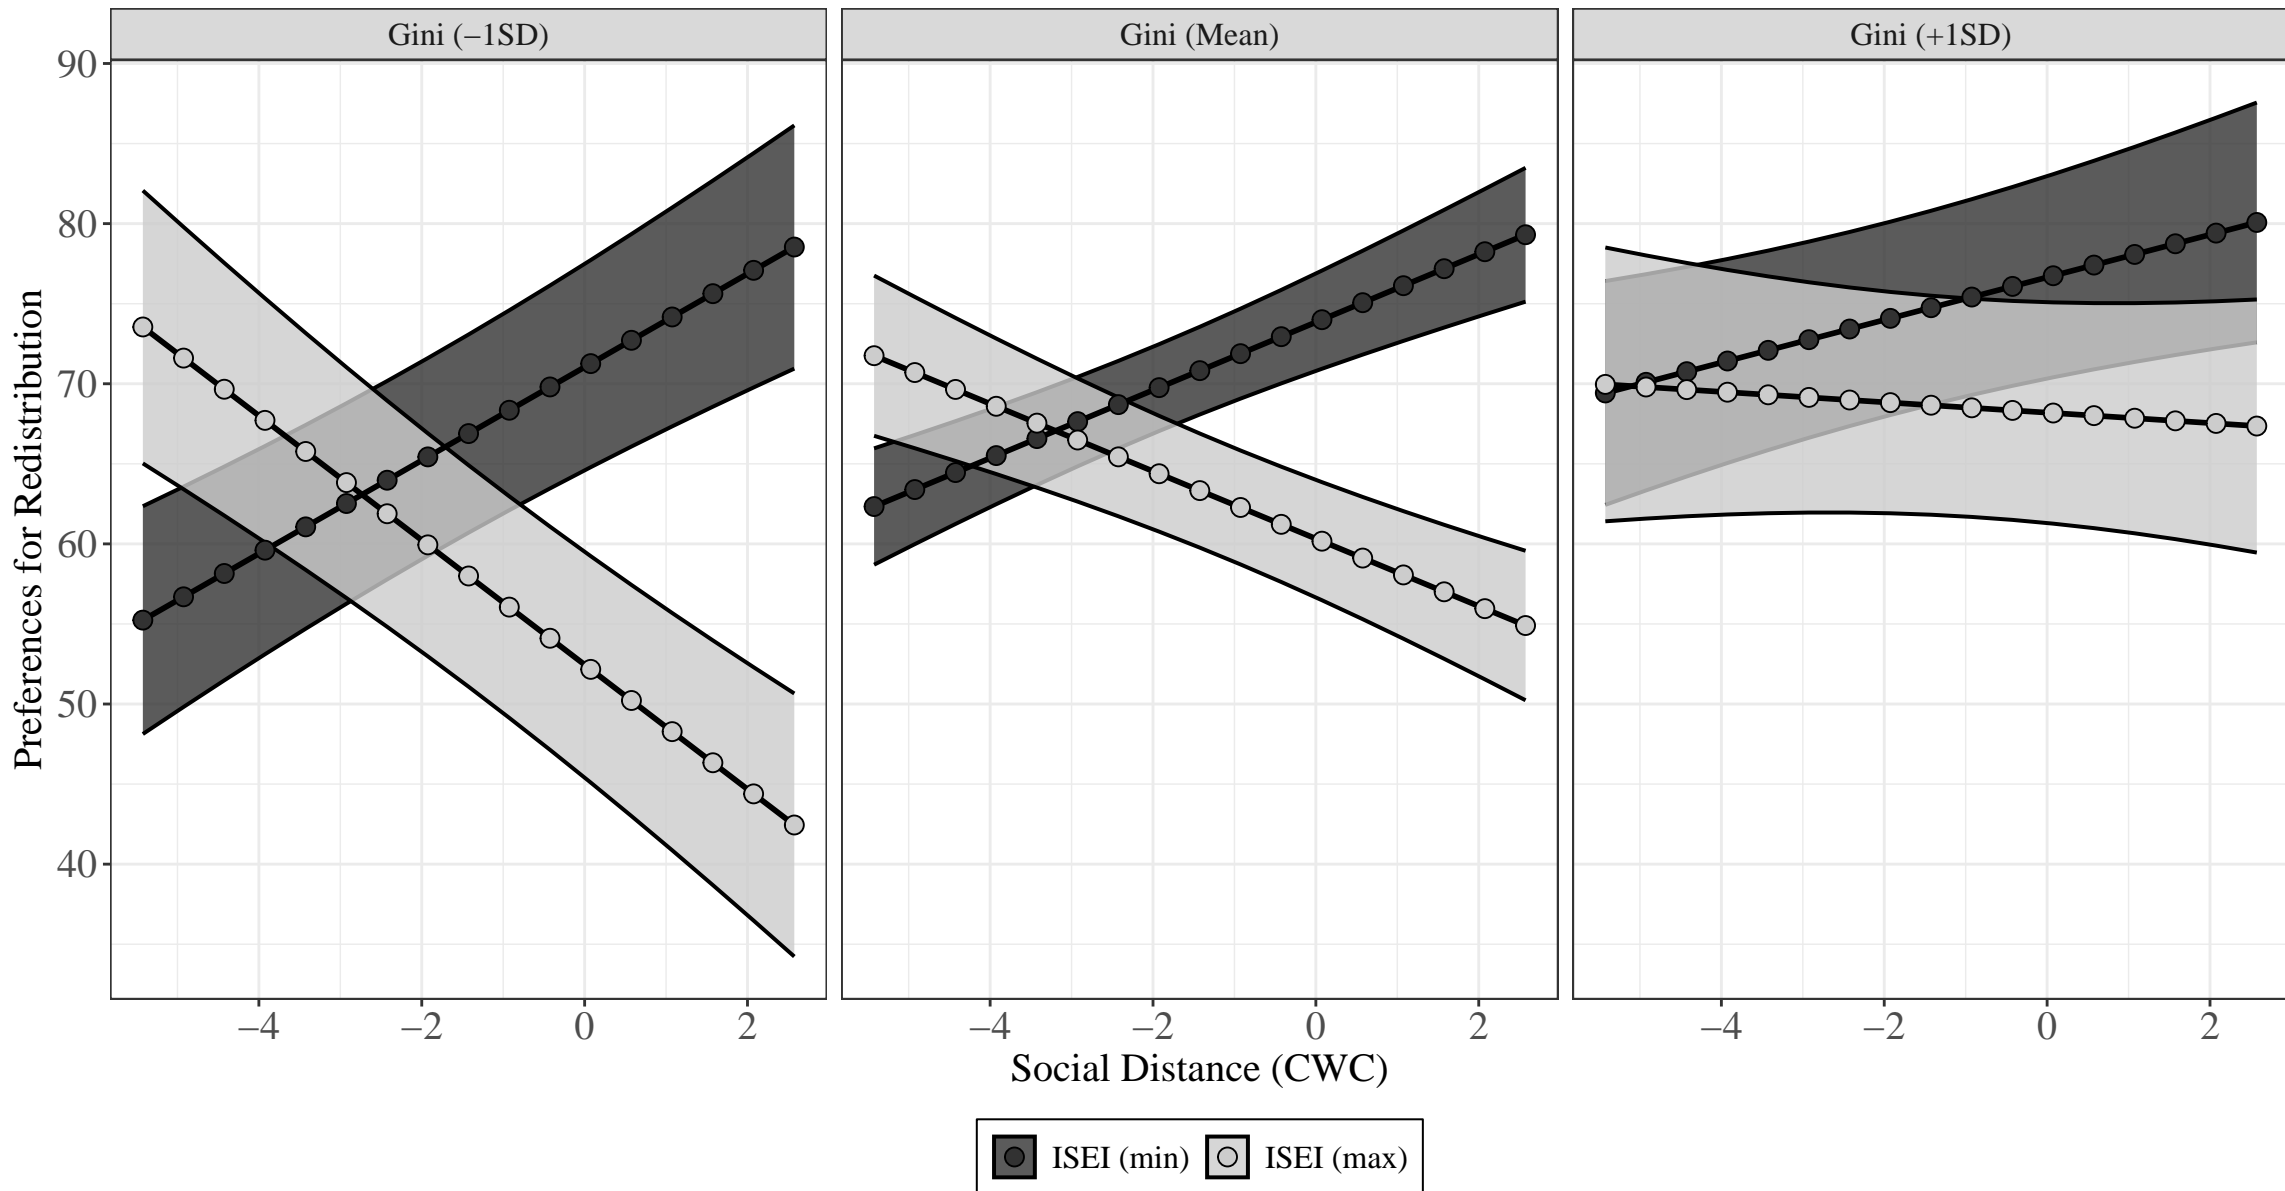 Gini (−1SD)
Gini (Mean)
Gini (+1SD)
Preferences for Redistribution
90
80
70
60
50
40
−4 −2 0 2
−4 −2 0 2
−4 −2 0 2
Social Distance (CWC)
ISEI (min) ISEI (max)